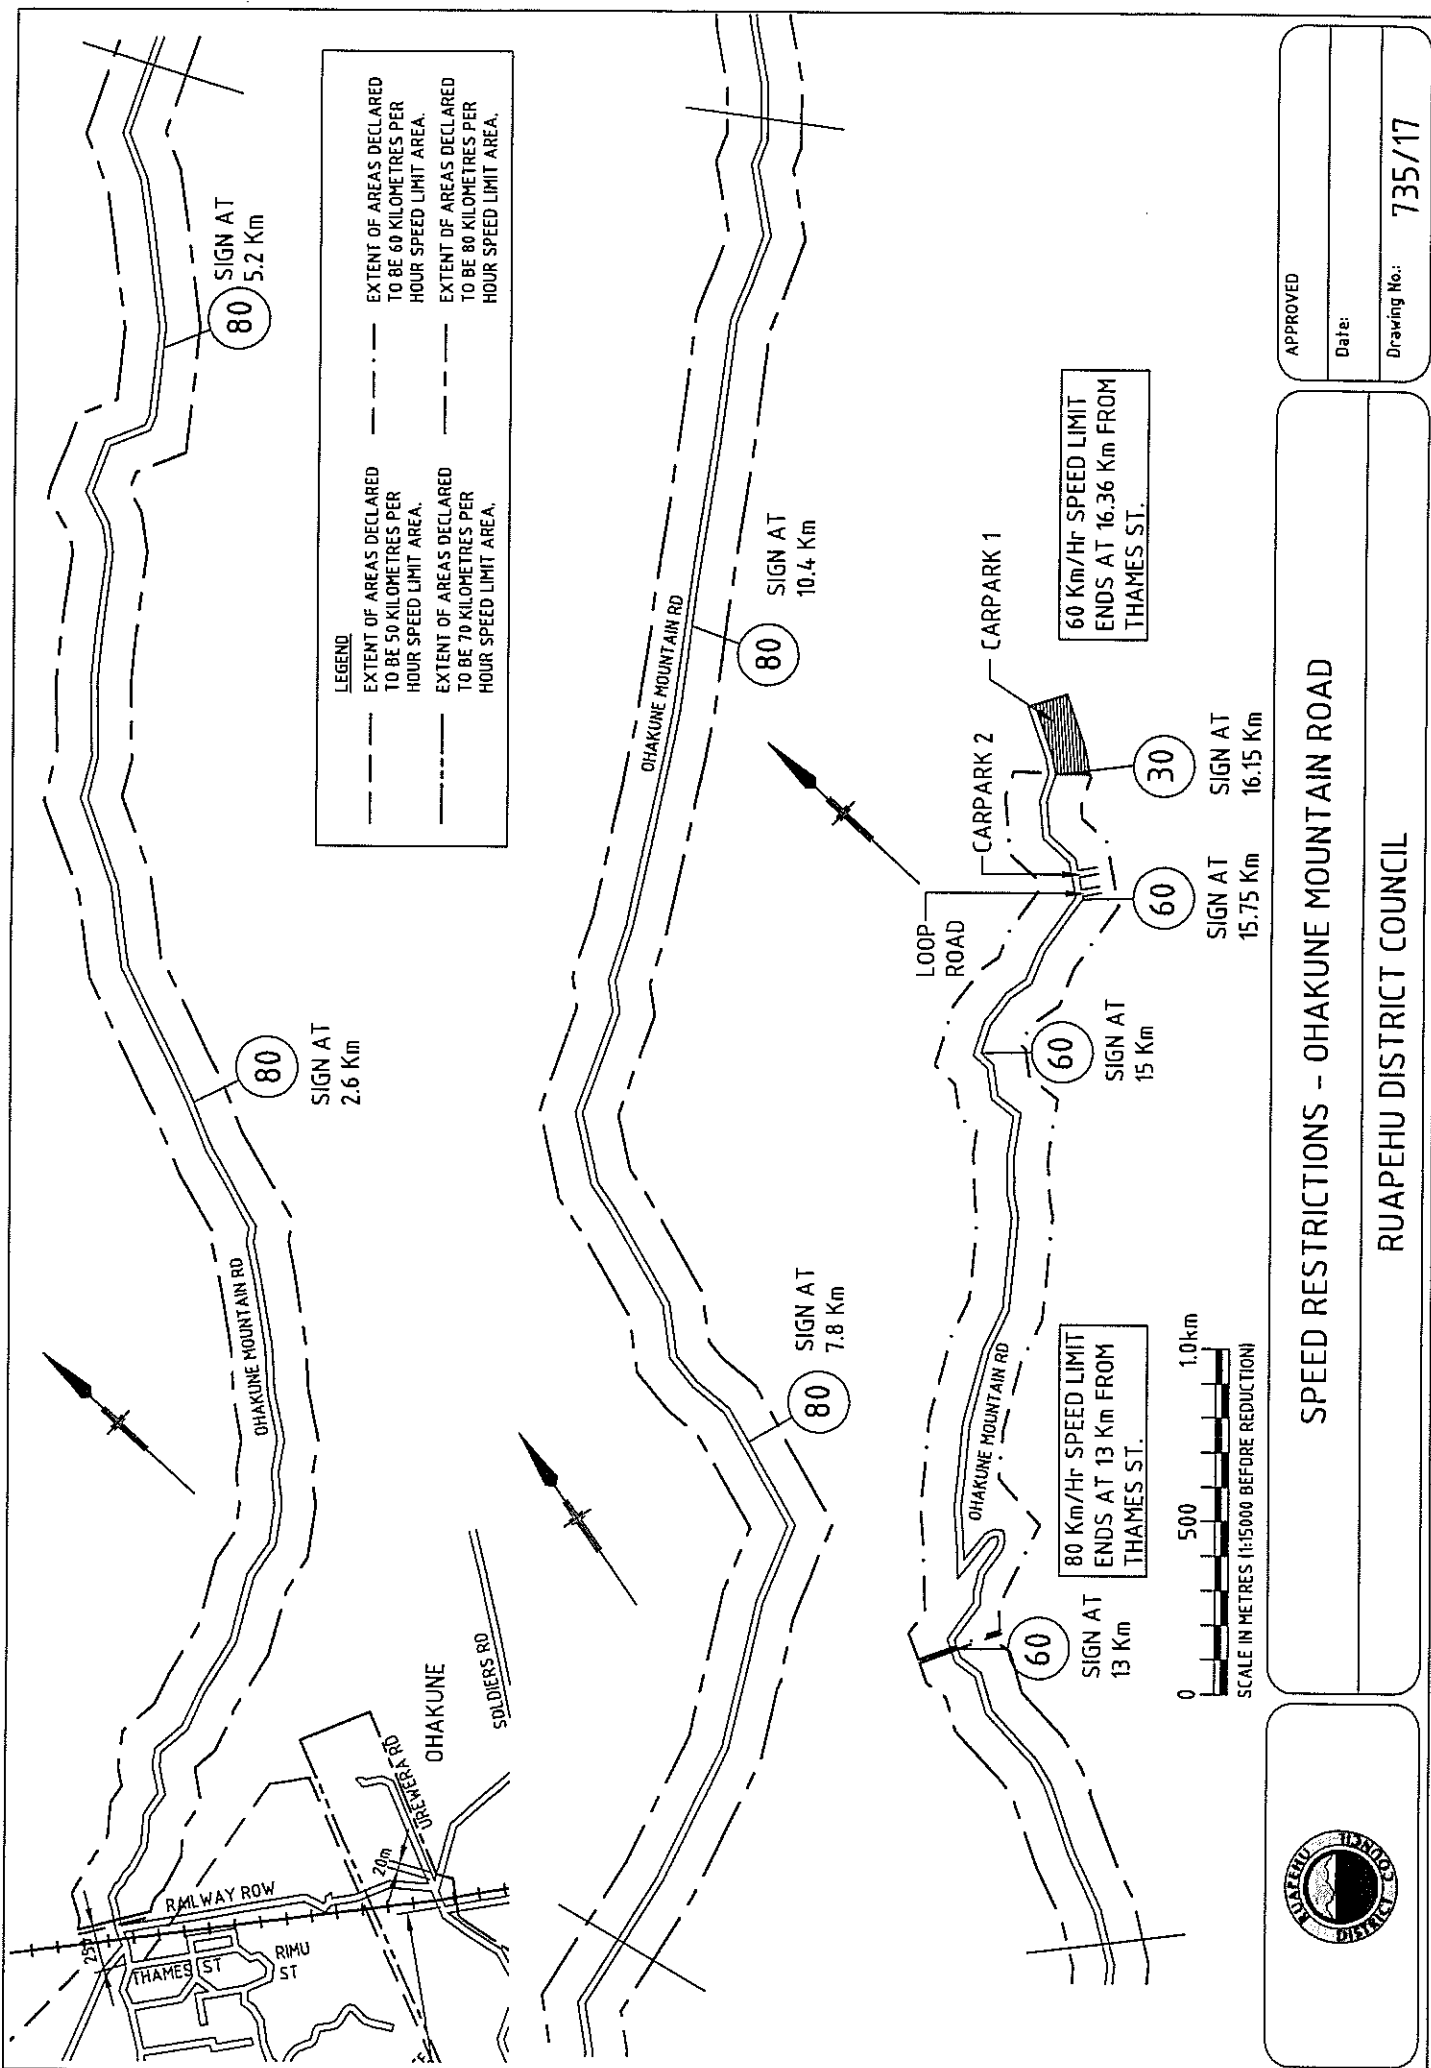 80
SIGN AT
5.2 Km
80
SIGN AT
2.6 Km
OHAKUNE MOUNTAIN RD
RAILWAY ROW
THAMES ST
RIMU
ST
20m
UREWERA RD
OHAKUNE
SOLDIERS RD
LEGEND
EXTENT OF AREAS DECLARED
TO BE 50 KILOMETRES PER
HOUR SPEED LIMIT AREA.
EXTENT OF AREAS DECLARED
TO BE 70 KILOMETRES PER
HOUR SPEED LIMIT AREA.
EXTENT OF AREAS DECLARED
TO BE 60 KILOMETRES PER
HOUR SPEED LIMIT AREA.
EXTENT OF AREAS DECLARED
TO BE 80 KILOMETRES PER
HOUR SPEED LIMIT AREA.
80
SIGN AT
7.8 Km
OHAKUNE MOUNTAIN RD
80
SIGN AT
10.4 Km
60
SIGN AT
13 Km
80 Km/Hr SPEED LIMIT
ENDS AT 13 Km FROM
THAMES ST.
OHAKUNE MOUNTAIN RD
60
SIGN AT
15 Km
LOOP
ROAD
CARPARK 2
CARPARK 1
60
SIGN AT
15.75 Km
30
SIGN AT
16.15 Km
60 Km/Hr SPEED LIMIT
ENDS AT 16.36 Km FROM
THAMES ST.
0 500 1.0km
SCALE IN METRES (1:15000 BEFORE REDUCTION)
RUAPEHU
DISTRICT COUNCIL
SPEED RESTRICTIONS - OHAKUNE MOUNTAIN ROAD
RUAPEHU DISTRICT COUNCIL
APPROVED
Date:
Drawing No.: 735/17